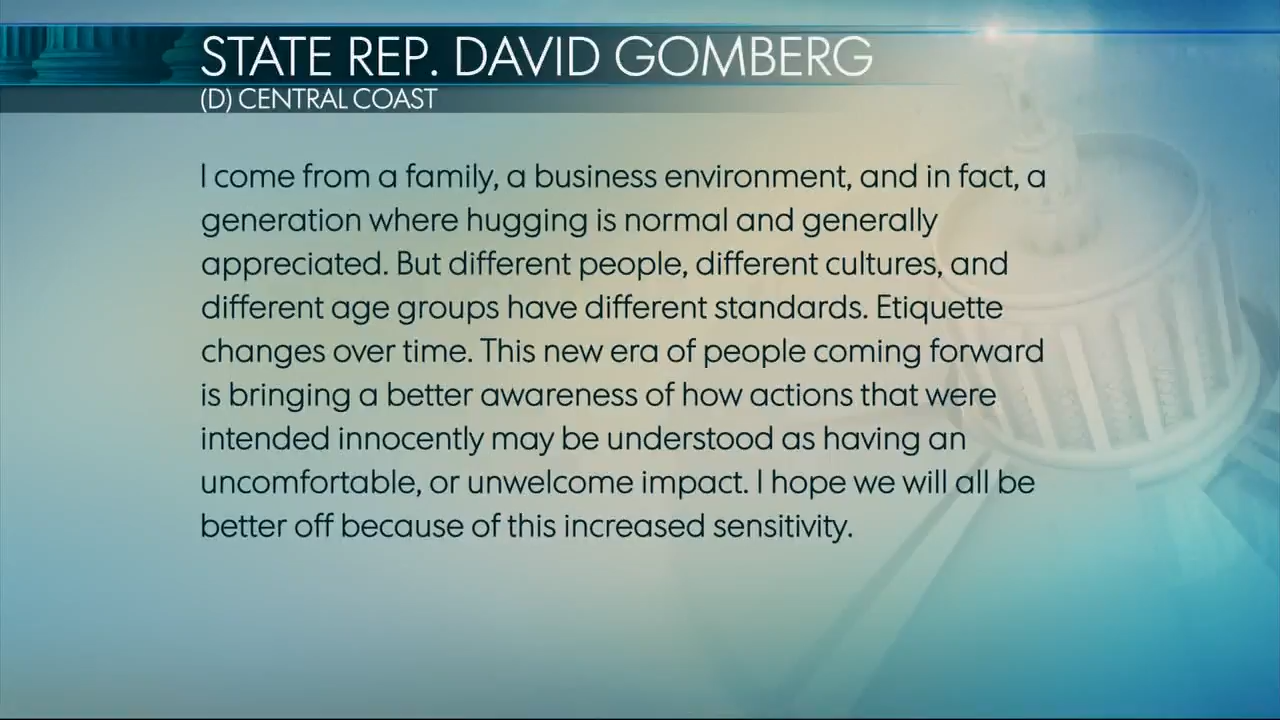 STATE REP. DAVID GOMBERG
(D) CENTRAL COAST
I come from a family, a business environment, and in fact, a
generation where hugging is normal and generally
appreciated. But different people, different cultures, and
different age groups have different standards. Etiquette
changes over time. This new era of people coming forward
is bringing a better awareness of how actions that were
intended innocently may be understood as having an
uncomfortable, or unwelcome impact. I hope we will all be
better off because of this increased sensitivity.